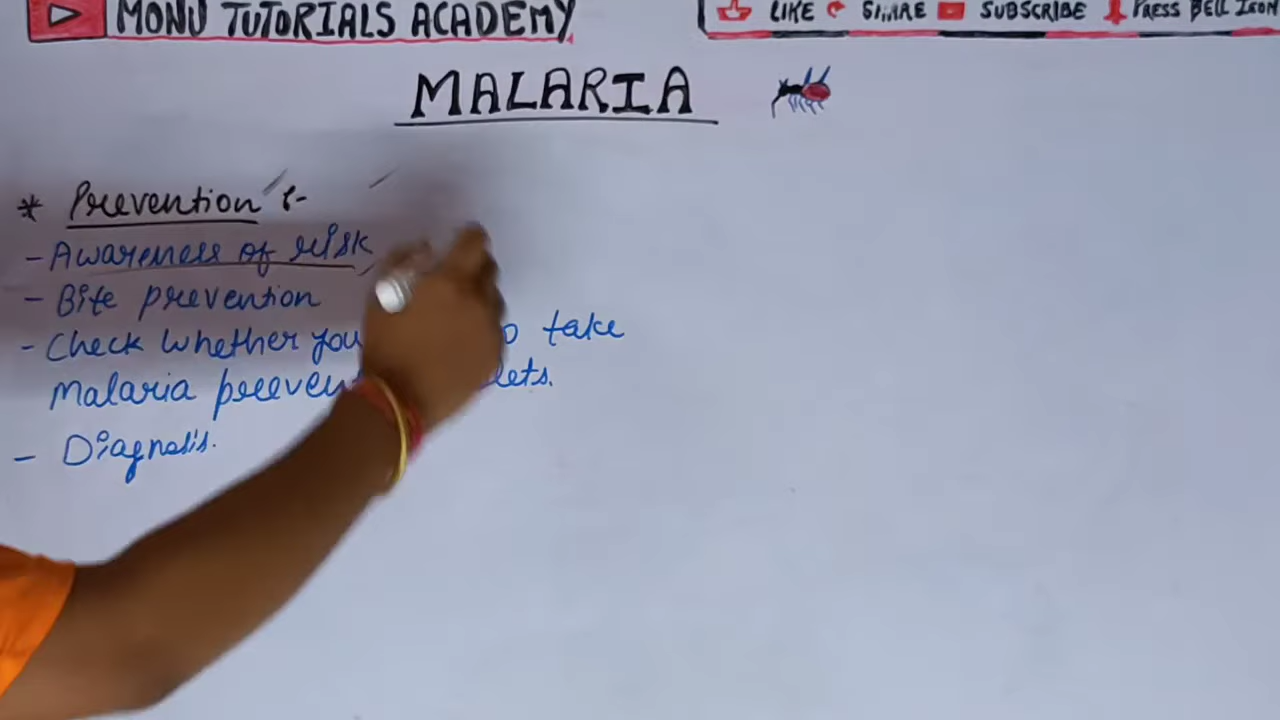 MONU TUTORIALS ACADEMY
LIKE SHARE SUBSCRIBE PRESS BELL ICON
MALARIA
* Prevention :-
- Awareness of risk
- Bite prevention
- Check whether you take
Malaria
- Diagnosis.